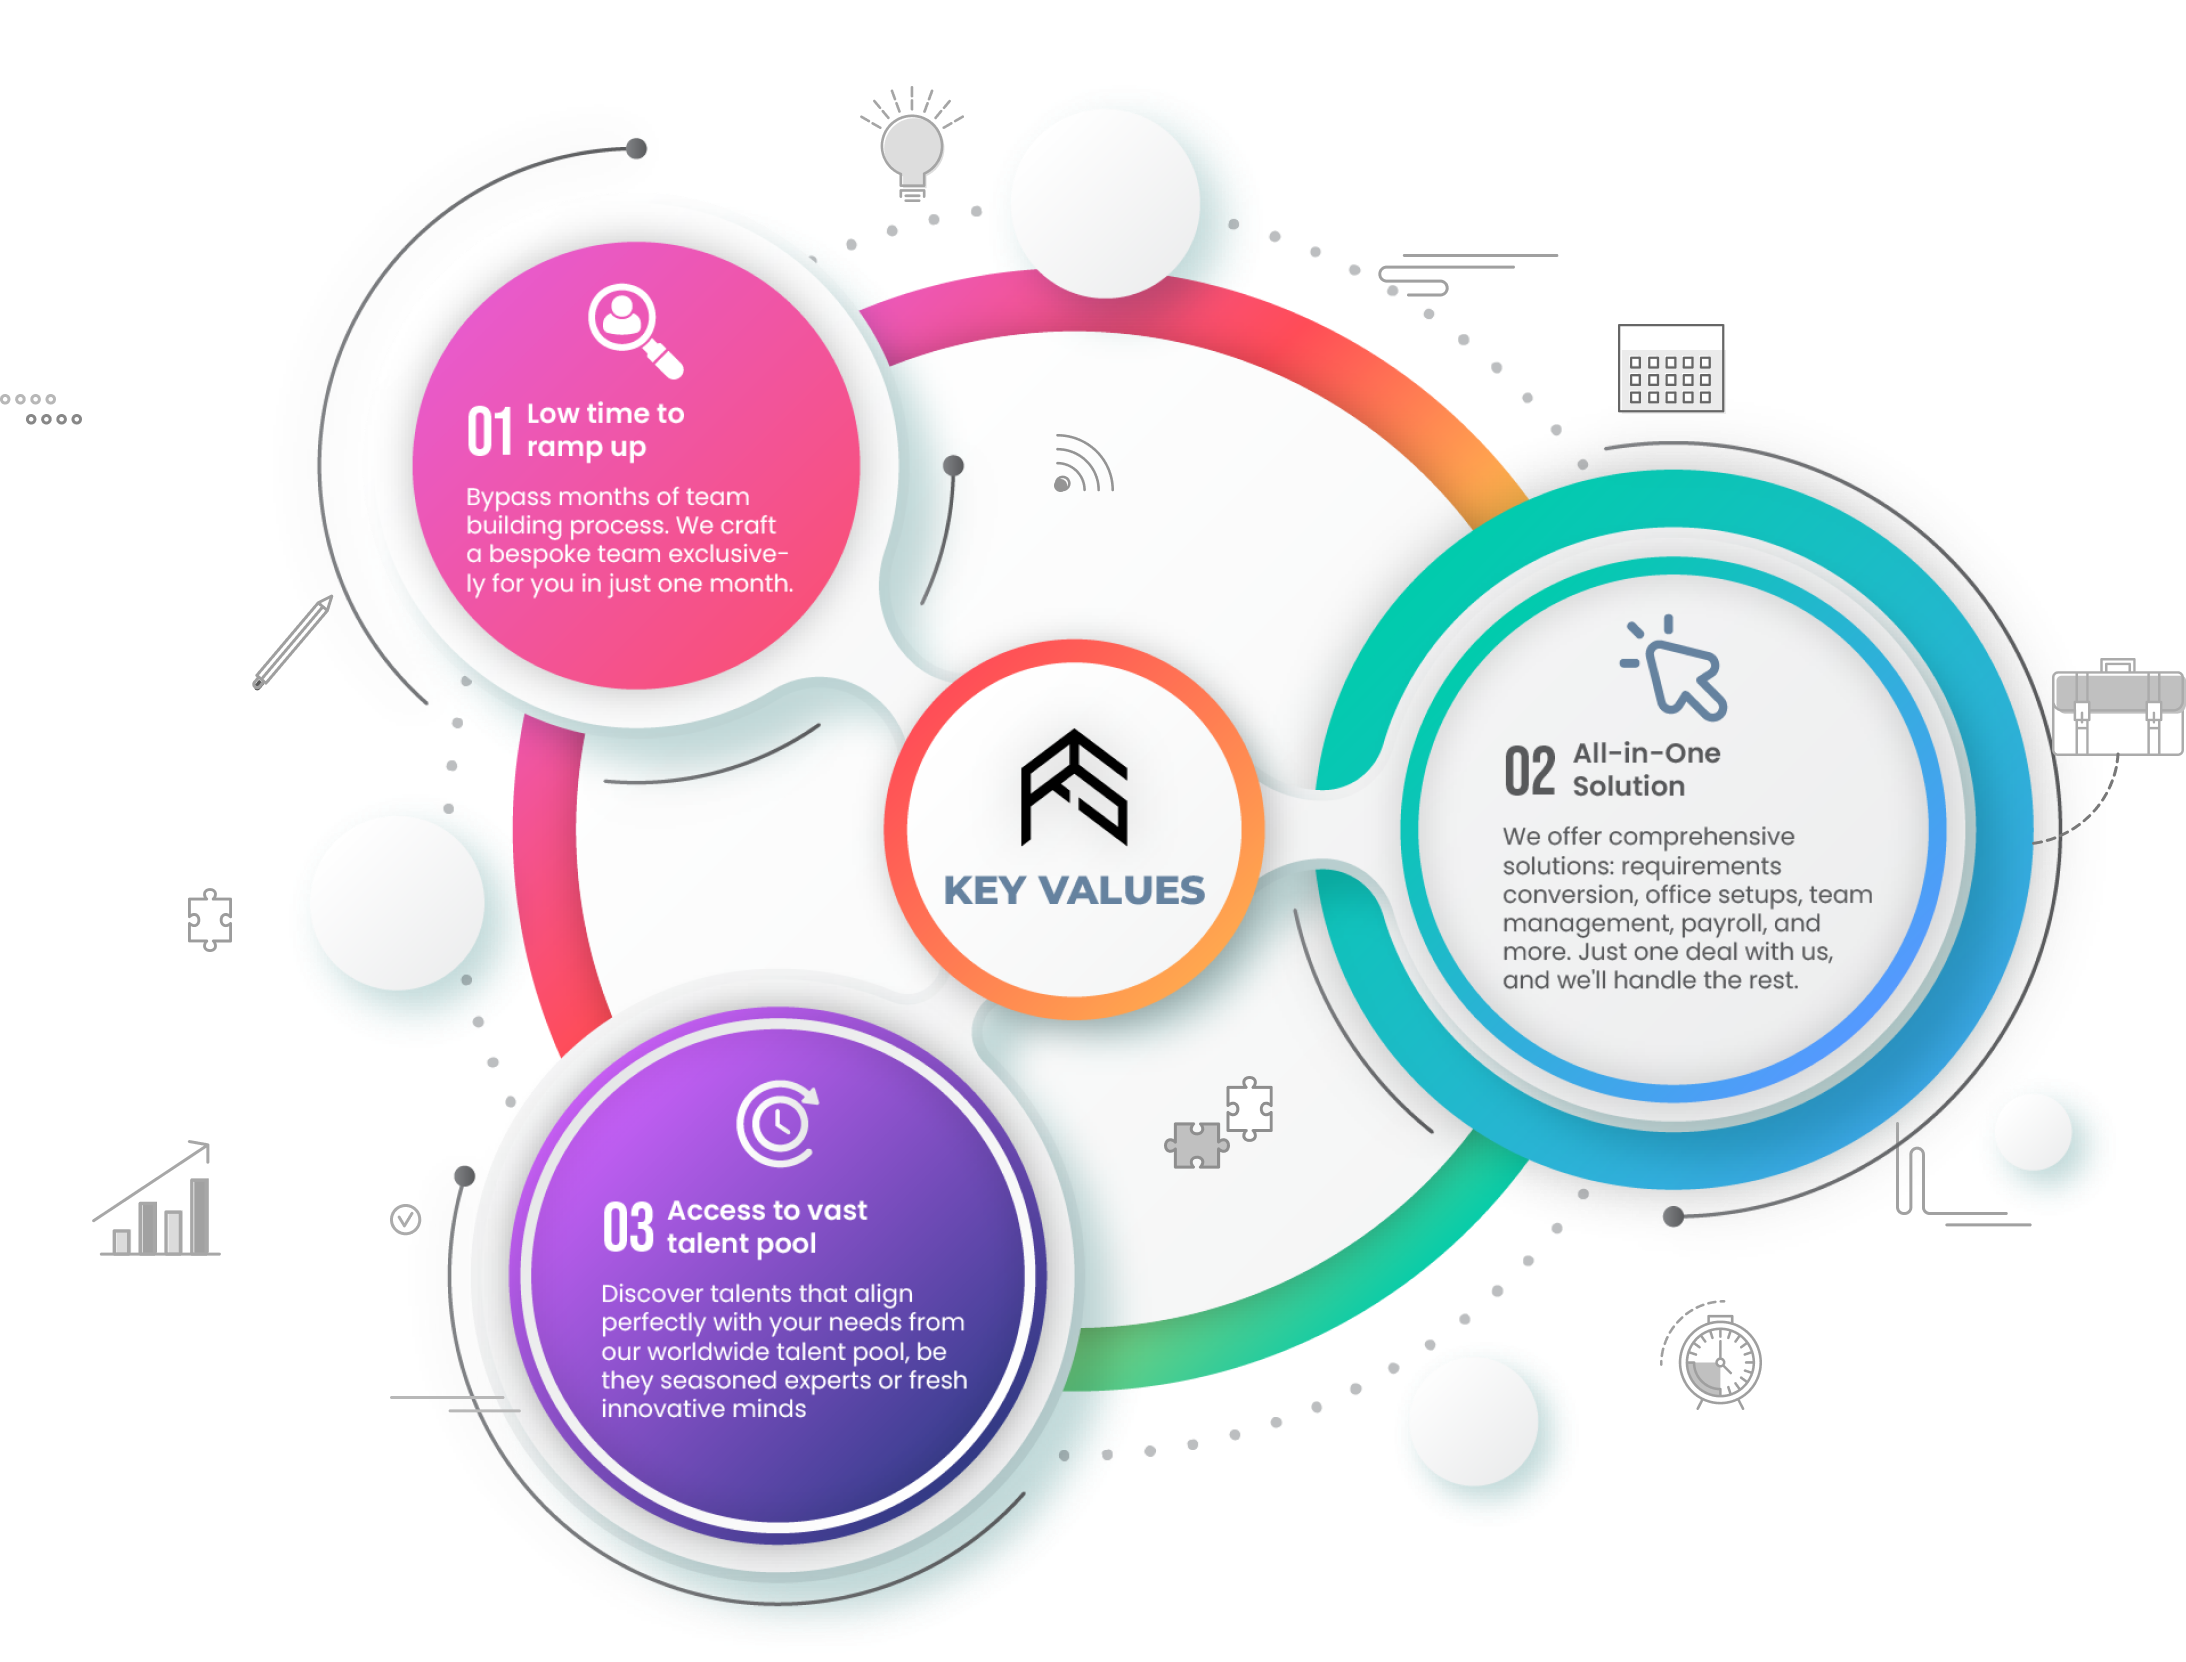 01 Low time to
ramp up
Bypass months of team
building process. We craft
a bespoke team exclusive-
ly for you in just one month.
KEY VALUES
02 All-in-One
Solution
We offer comprehensive
solutions: requirements
conversion, office setups, team
management, payroll, and
more. Just one deal with us,
and we'll handle the rest.
03 Access to vast
talent pool
Discover talents that align
perfectly with your needs from
our worldwide talent pool, be
they seasoned experts or fresh
innovative minds